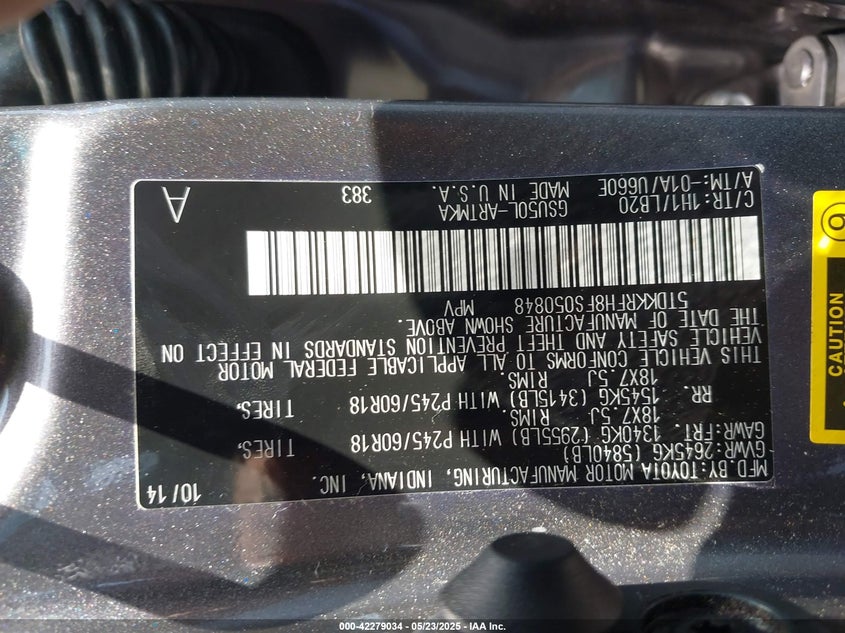 MFD.BY:TOYOTA MOTOR MANUFACTURING, INDIANA, INC. 10/14
GVWR:2645KG (5840LB)
GAWR:FRT. 1340KG (2955LB) WITH P245/60R18 TIRES,
18X7.5J RIMS,
RR. 1545KG (3415LB) WITH P245/60R18 TIRES,
18X7.5J RIMS
THIS VEHICLE CONFORMS TO ALL APPLICABLE FEDERAL MOTOR
VEHICLE SAFETY AND THEFT PREVENTION STANDARDS IN EFFECT ON
THE DATE OF MANUFACTURE SHOWN ABOVE.
5TDKKRFH8FS050848 MPV
GSU50L-ARTMKA
C/TR:1H1/LB20 MADE IN U.S.A. 383 A
A/TM:-01A/U660E
CAUTION
000-42279034 - 05/23/2025 - IAA Inc.